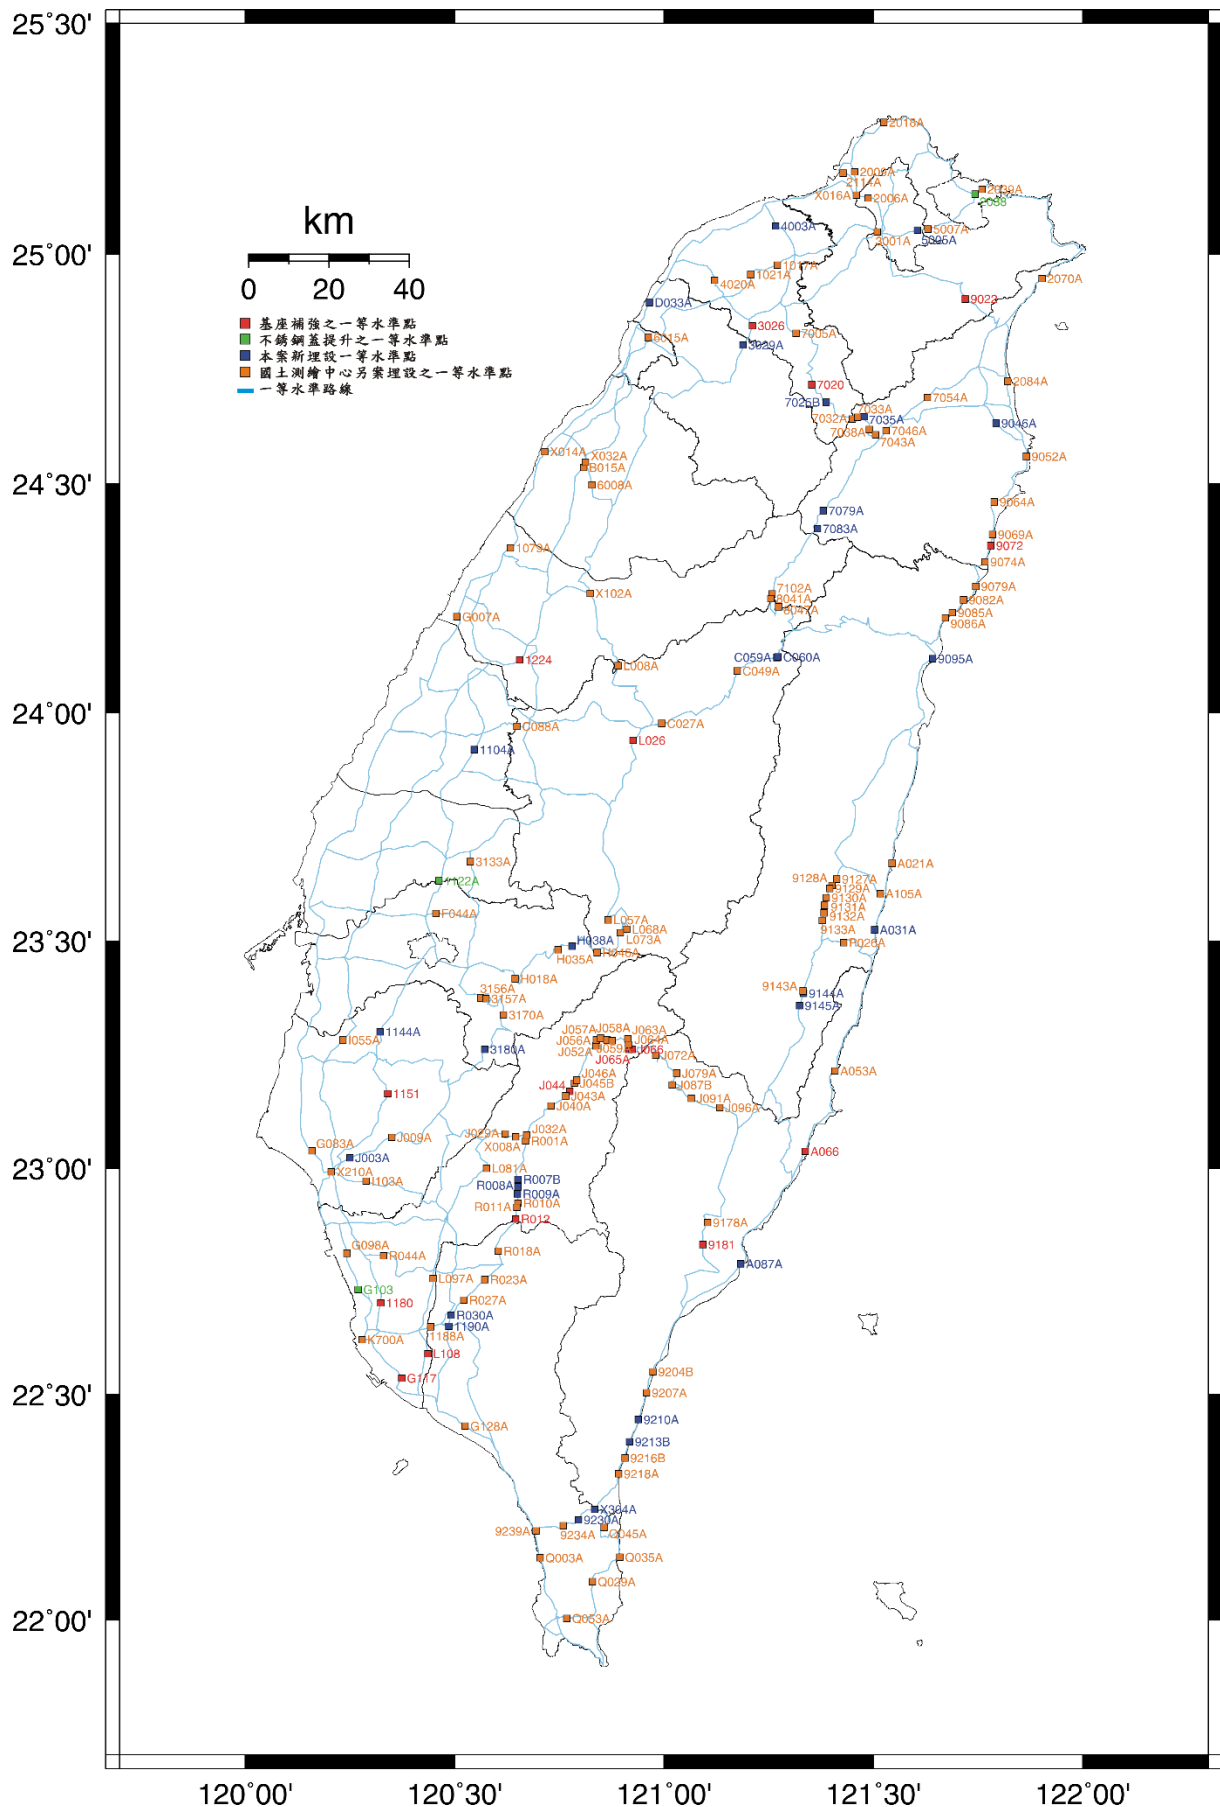 25°30'
25°00'
24°30'
24°00'
23°30'
23°00'
22°30'
22°00'
120°00'
120°30'
121°00'
121°30'
122°00'
km
0 20 40
基座補強之一等水準點
不銹鋼蓋提升之一等水準點
本案新埋設一等水準點
國土測繪中心另案埋設之一等水準點
一等水準路線
2018A
2009A
2114A
X016A
2006A
2039A
2088
4003A
3001A
5007A
5005A
1017A
1021A
4020A
2070A
D033A
9022
3026
7005A
6015A
3029A
7020
2084A
7025B
7054A
7033A
7032A
7035A
9046A
7038A
7046A
7043A
X014A
X032A
B015A
9052A
6008A
9064A
7079A
7083A
9069A
9072
1079A
9074A
9079A
7102A
X102A
8041A
9082A
8047A
9085A
G007A
9086A
1224
L008A
C059A
C060A
9095A
C049A
C088A
C027A
L026
1104A
3133A
A021A
1122A
9128A
9127A
9129A
A105A
9130A
9131A
F044A
9132A
L057A
9133A
A031A
L068A
L073A
H038A
H035A
H046A
H018A
3156A
3157A
9143A
9144A
9145A
3170A
1144A
J057A
J058A
J063A
I055A
J056A
J064A
3180A
J052A
J066
J065A
J072A
A053A
J046A
J079A
J045B
J087B
J044
1151
J043A
J091A
J040A
J096A
J032A
J009A
X008A
R001A
G083A
A066
J003A
L081A
X210A
R007B
I103A
R008A
R009A
R010A
R011A
R012
9178A
G098A
R018A
9181
R044A
A087A
L097A
R023A
G103
1180
R027A
R030A
1190A
1188A
K700A
L108
G117
9204B
9207A
9210A
G128A
9213B
9216B
9218A
X304A
9230A
9239A
9234A
Q045A
Q003A
Q035A
Q029A
Q053A